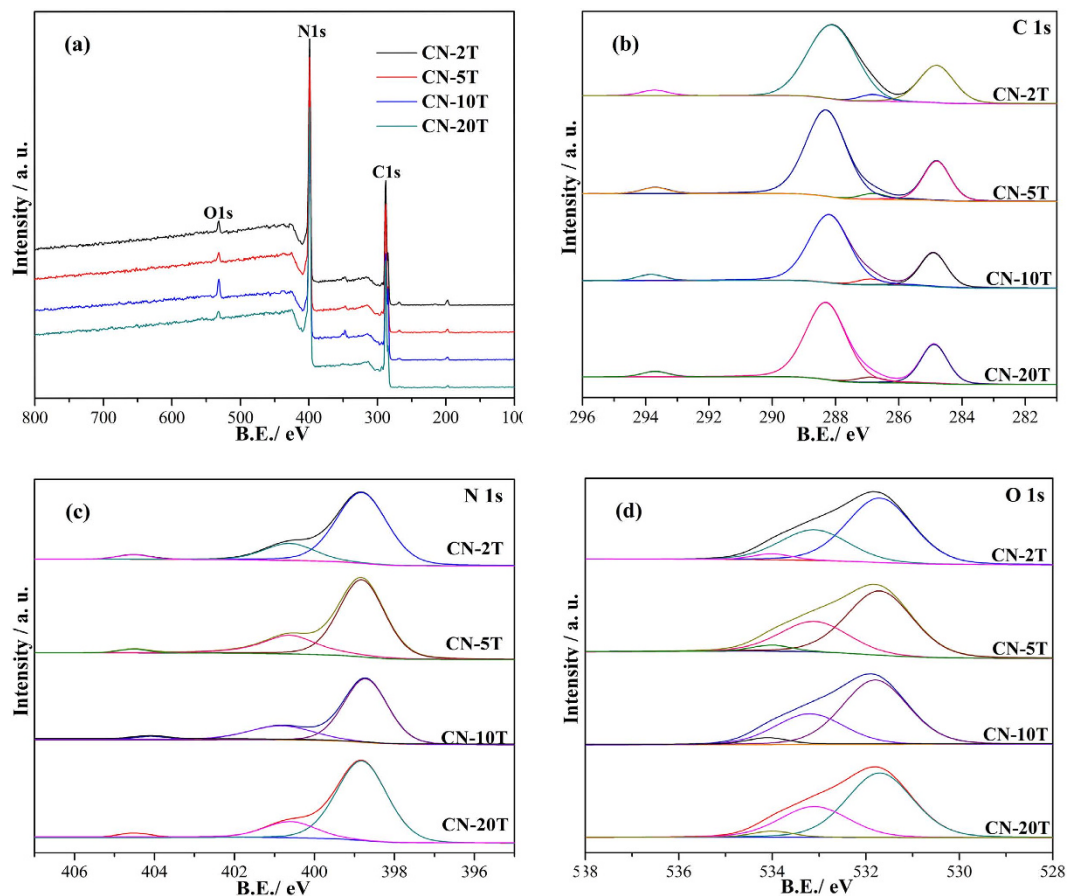 (a)
N1s
CN-2T
CN-5T
CN-10T
CN-20T
C1s
O1s
Intensity / a. u.
800 700 600 500 400 300 200 100
B.E./ eV
(b)
C 1s
CN-2T
CN-5T
CN-10T
CN-20T
Intensity / a. u.
296 294 292 290 288 286 284 282
B.E./ eV
(c)
N 1s
CN-2T
CN-5T
CN-10T
CN-20T
Intensity / a. u.
406 404 402 400 398 396
B.E./ eV
(d)
O 1s
CN-2T
CN-5T
CN-10T
CN-20T
Intensity / a. u.
538 536 534 532 530 528
B.E./ eV